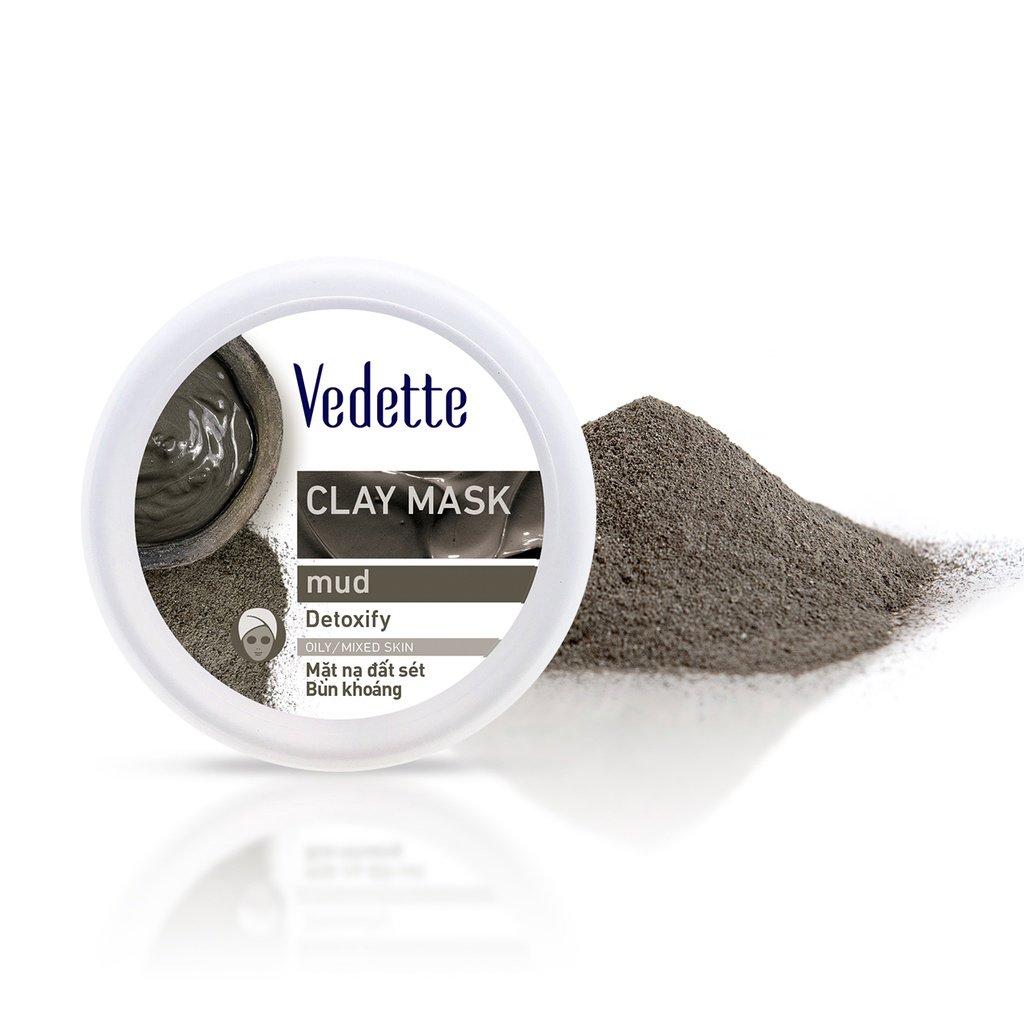 Vedette
CLAY MASK
mud
Detoxify
OILY/MIXED SKIN
Mặt nạ đất sét
Bùn khoáng